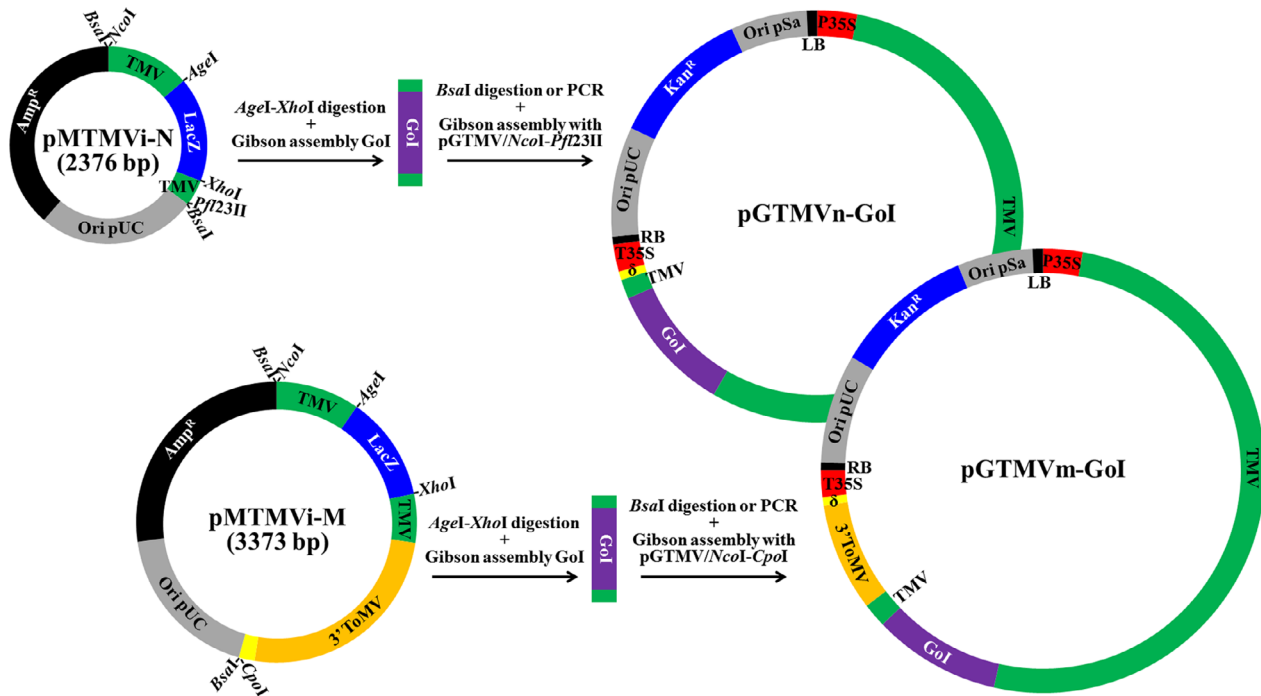 BsaI
NcoI
TMV
AgeI
LacZ
XhoI
TMV
Pfl23II
BsaI
Ori pUC
Amp^R
pMTMVi-N
(2376 bp)
AgeI-XhoI digestion
+
Gibson assembly GoI
GoI
BsaI digestion or PCR
+
Gibson assembly with
pGTMV/NcoI-Pfl23II
Ori pSa
LB
P35S
Kan^R
Ori pUC
RB
T35S
δ
TMV
GoI
TMV
pGTMVn-GoI
BsaI
NcoI
TMV
AgeI
LacZ
XhoI
TMV
3’ToMV
CpoI
BsaI
Ori pUC
Amp^R
pMTMVi-M
(3373 bp)
AgeI-XhoI digestion
+
Gibson assembly GoI
GoI
BsaI digestion or PCR
+
Gibson assembly with
pGTMV/NcoI-CpoI
Ori pSa
LB
P35S
Kan^R
Ori pUC
RB
T35S
δ
3’ToMV
TMV
GoI
TMV
pGTMVm-GoI